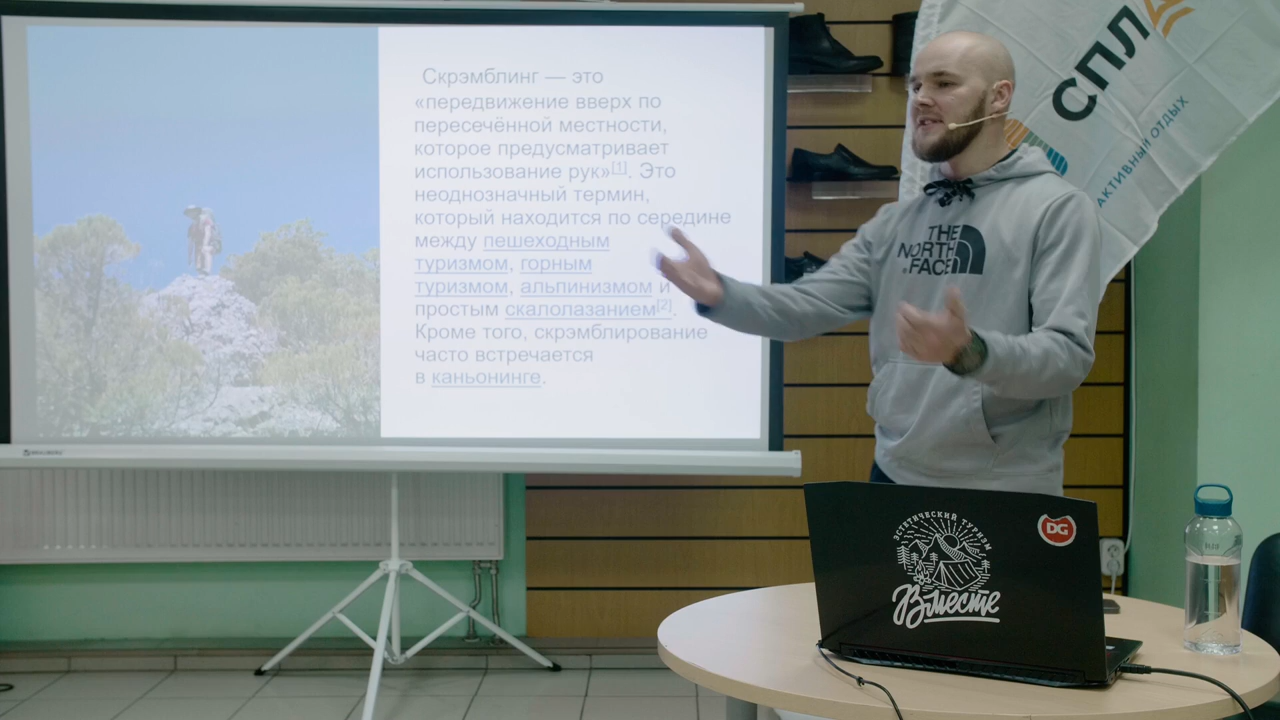 Скрэмблинг — это
«передвижение вверх по
пересечённой местности,
которое предусматривает
использование рук»[1]. Это
неоднозначный термин,
который находится по середине
между пешеходным
туризмом, горным
туризмом, альпинизмом и
простым скалолазанием[2].
Кроме того, скрэмблирование
часто встречается
в каньонинге.
СПЛ
АКТИВНЫЙ ОТДЫХ
THE
NORTH
FACE
ЭСТЕТИЧЕСКИЙ ТУРИЗМ
Вместе
DG